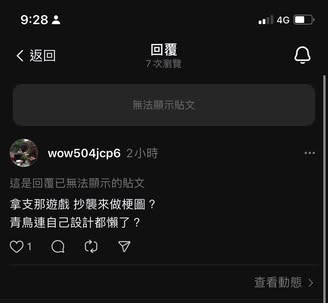 9:28
4G
返回
回覆
7 次瀏覽
無法顯示貼文
wow504jcp6 2小時
這是回覆已無法顯示的貼文
拿支那遊戲 抄襲來做梗圖？
青鳥連自己設計都懶了？
1
查看動態